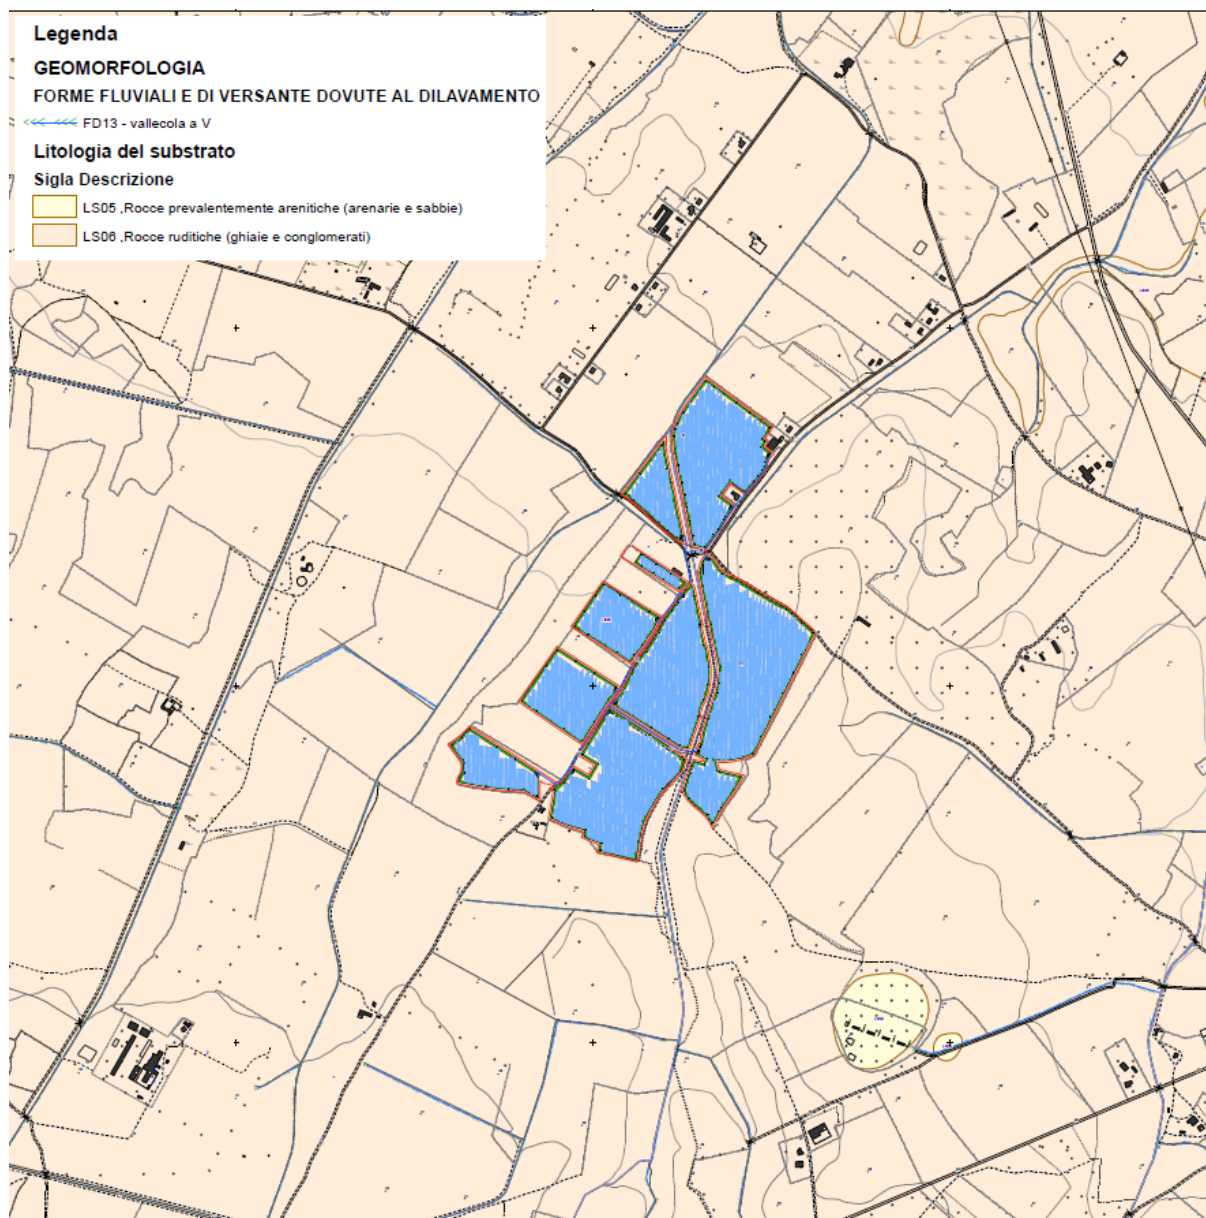 Legenda
GEOMORFOLOGIA
FORME FLUVIALI E DI VERSANTE DOVUTE AL DILAVAMENTO
FD13 - vallecola a V
Litologia del substrato
Sigla Descrizione
LS05 ,Rocce prevalentemente arenitiche (arenarie e sabbie)
LS06 ,Rocce ruditiche (ghiaie e conglomerati)